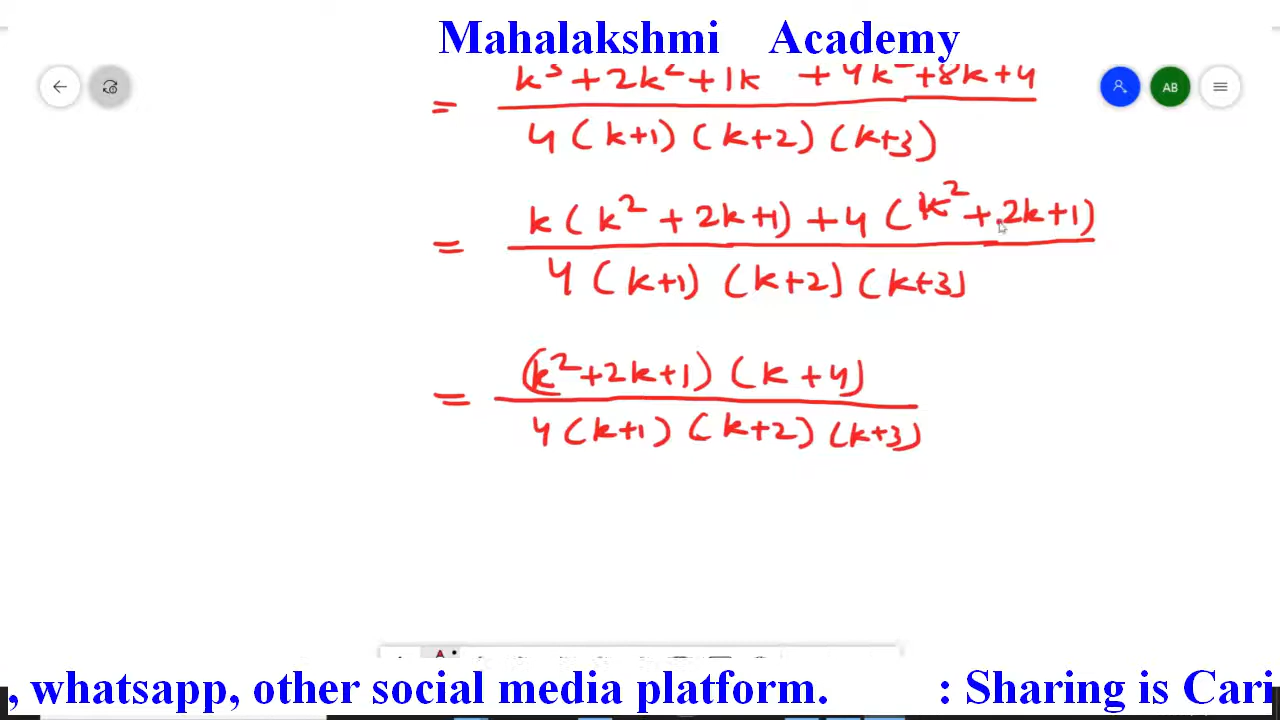 Mahalakshmi Academy
k³ + 2k² + 1k + 4k² + 8k + 4
=
4 (k+1) (k+2) (k+3)
AB
k (k² + 2k + 1) + 4 (k² + 2k + 1)
=
4 (k+1) (k+2) (k+3)
(k² + 2k + 1) (k + 4)
=
4 (k+1) (k+2) (k+3)
, whatsapp, other social media platform. : Sharing is Cari